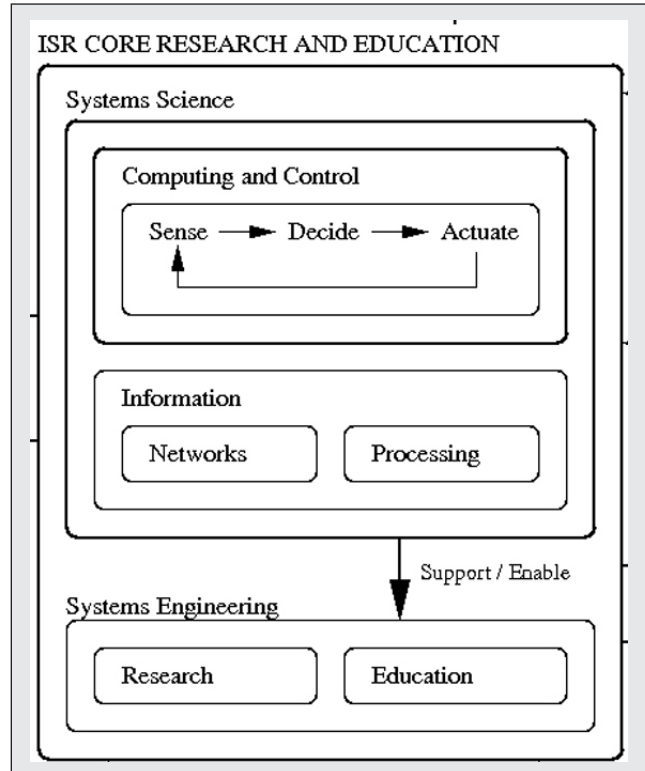 ISR CORE RESEARCH AND EDUCATION
Systems Science
Computing and Control
Sense Decide Actuate
Information
Networks Processing
Support / Enable
Systems Engineering
Research Education